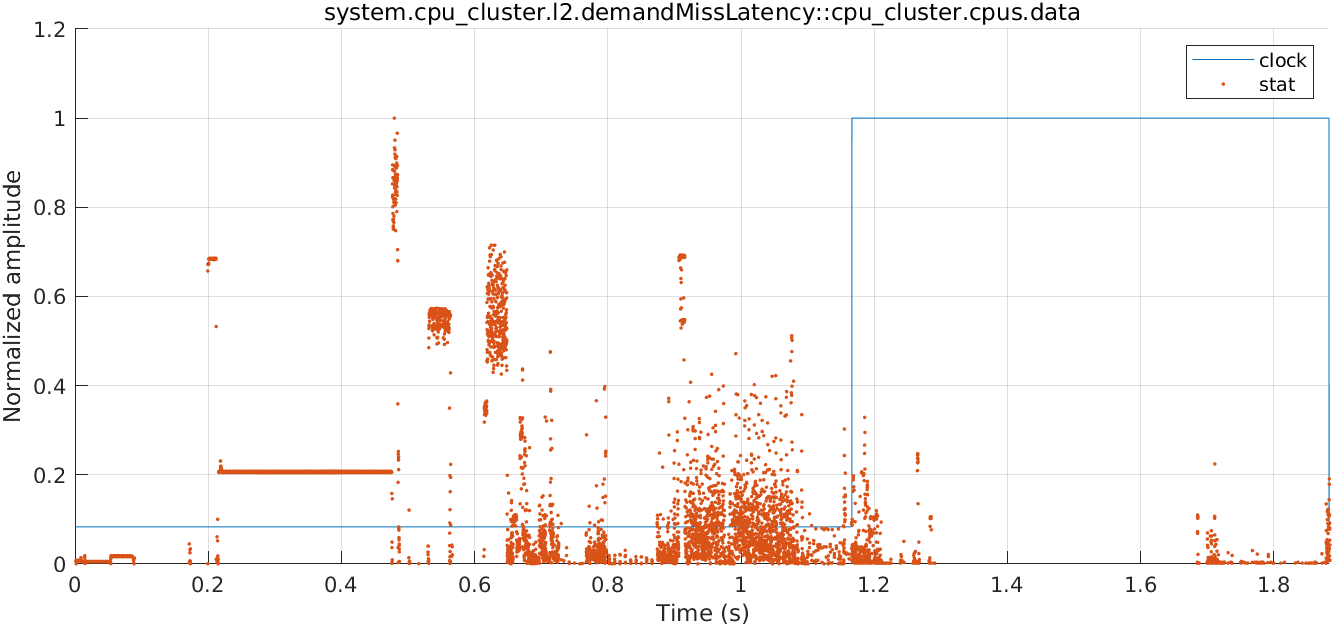 system.cpu_cluster.l2.demandMissLatency::cpu_cluster.cpus.data
1.2
clock
stat
1
0.8
0.6
0.4
0.2
0
Normalized amplitude
0 0.2 0.4 0.6 0.8 1 1.2 1.4 1.6 1.8
Time (s)